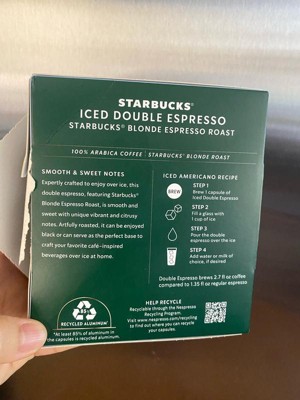 STARBUCKS®
ICED DOUBLE ESPRESSO
STARBUCKS® BLONDE ESPRESSO ROAST
100% ARABICA COFFEE | STARBUCKS® BLONDE ROAST
SMOOTH & SWEET NOTES
Expertly crafted to enjoy over ice, this
double espresso, featuring Starbucks®
Blonde Espresso Roast, is smooth and
sweet with unique vibrant and citrusy
notes. Artfully roasted, it can be enjoyed
black or can serve as the perfect base to
craft your favorite café-inspired
beverages over ice at home.
ICED AMERICANO RECIPE
BREW
STEP 1
Brew 1 capsule of
Iced Double Espresso
STEP 2
Fill a glass with
1 cup of ice
STEP 3
Pour the double
espresso over the ice
STEP 4
Add water or milk of
choice, if desired
Double Espresso brews 2.7 fl oz coffee
compared to 1.35 fl oz regular espresso
85%*
RECYCLED ALUMINUM*
*At least 85% of aluminum in
the capsules is recycled aluminum.
HELP RECYCLE
Recyclable through the Nespresso
Recycling Program.
Visit www.nespresso.com/recycling
to find out where you can recycle
your capsules.